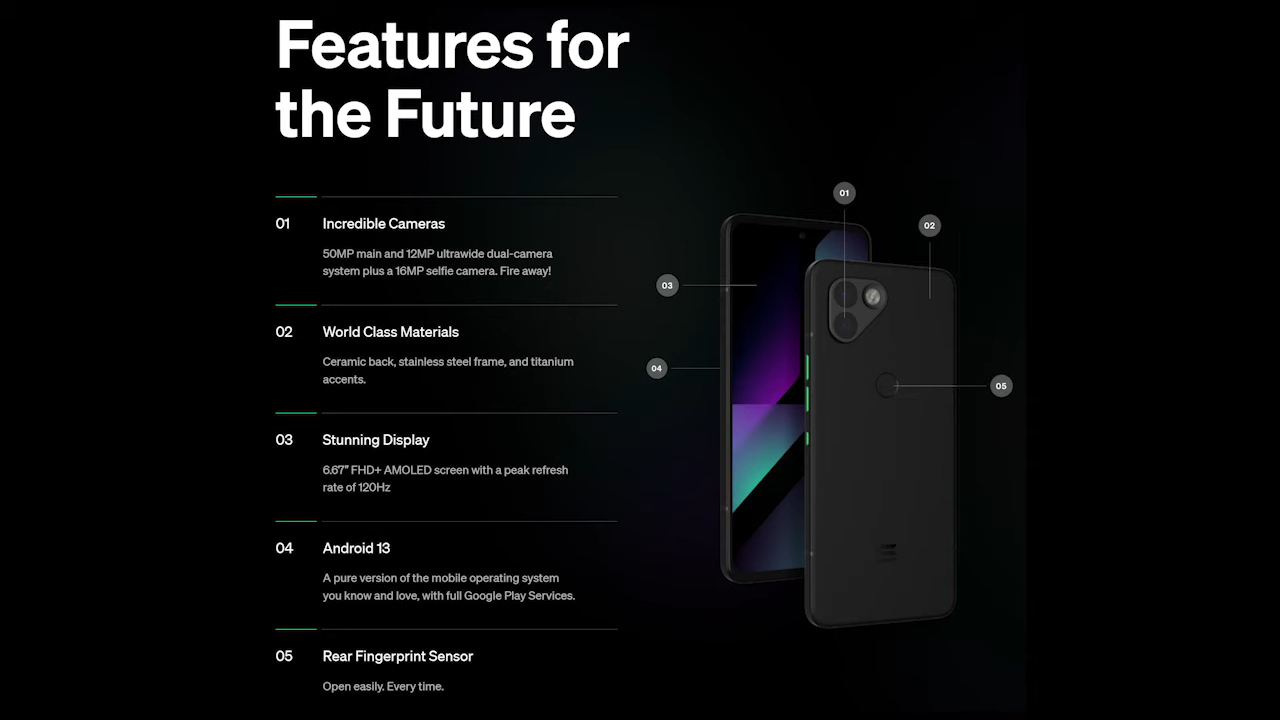 Features for
the Future
01
Incredible Cameras
50MP main and 12MP ultrawide dual-camera
system plus a 16MP selfie camera. Fire away!
02
World Class Materials
Ceramic back, stainless steel frame, and titanium
accents.
03
Stunning Display
6.67″ FHD+ AMOLED screen with a peak refresh
rate of 120Hz
04
Android 13
A pure version of the mobile operating system
you know and love, with full Google Play Services.
05
Rear Fingerprint Sensor
Open easily. Every time.
01
02
03
04
05